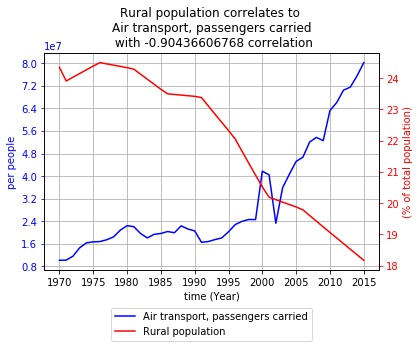 Rural population correlates to
Air transport, passengers carried
with -0.90436606768 correlation
1e7
8.0
7.2
6.4
5.6
4.8
4.0
3.2
2.4
1.6
0.8
per people
24
23
22
21
20
19
18
(% of total population)
1970 1975 1980 1985 1990 1995 2000 2005 2010 2015
time (Year)
Air transport, passengers carried
Rural population